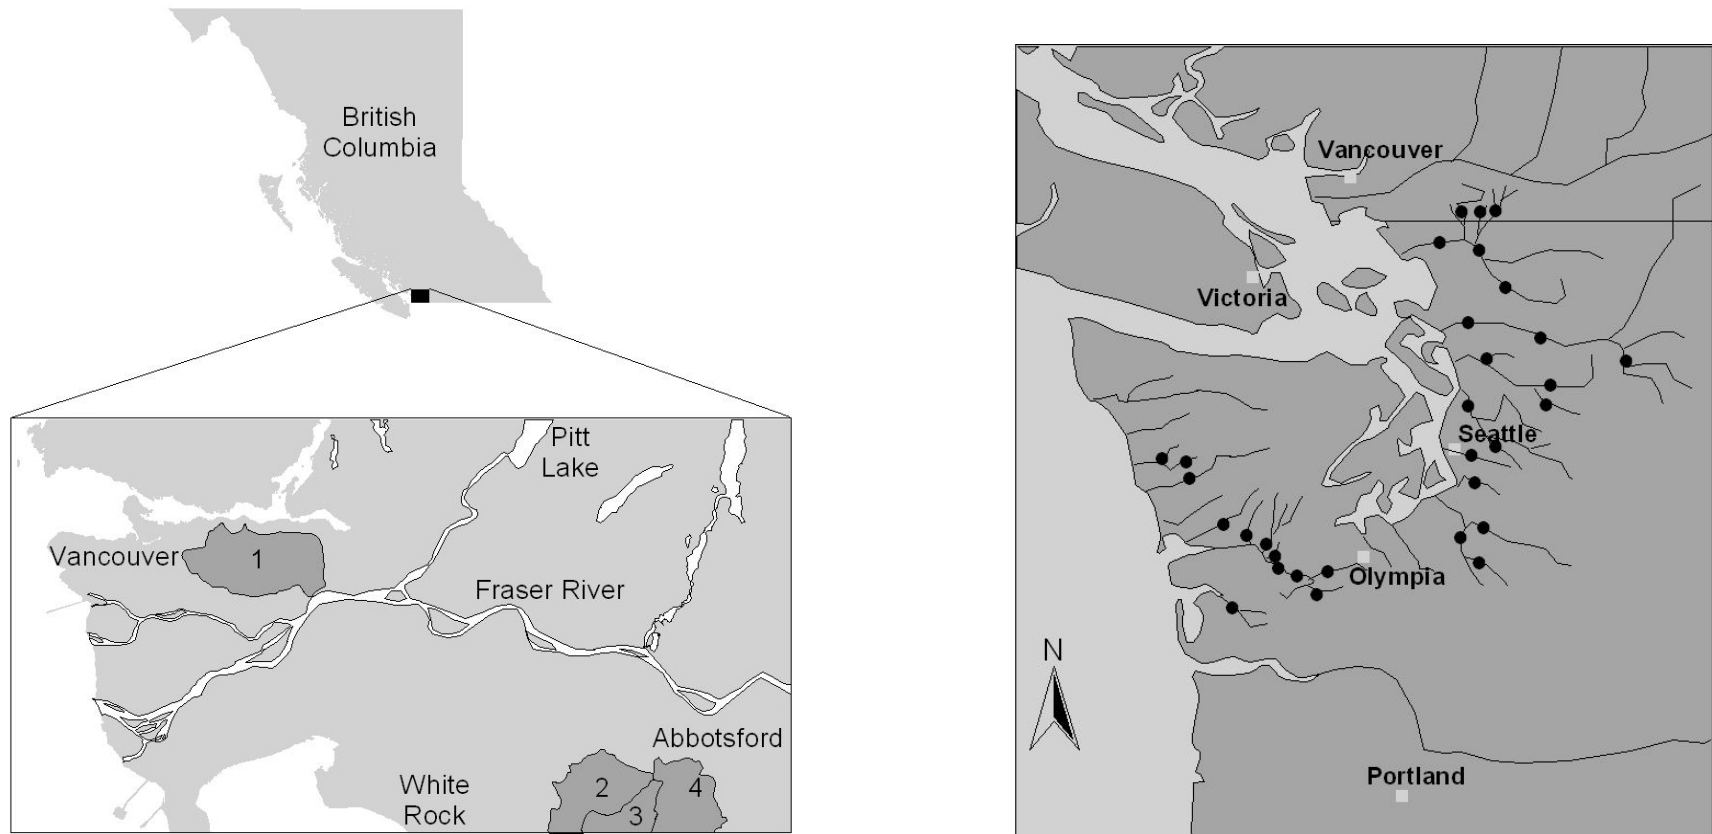 British
Columbia
Pitt
Lake
Vancouver
1
Fraser River
Abbotsford
White
Rock
2
3
4
Vancouver
Victoria
Seattle
Olympia
N
Portland